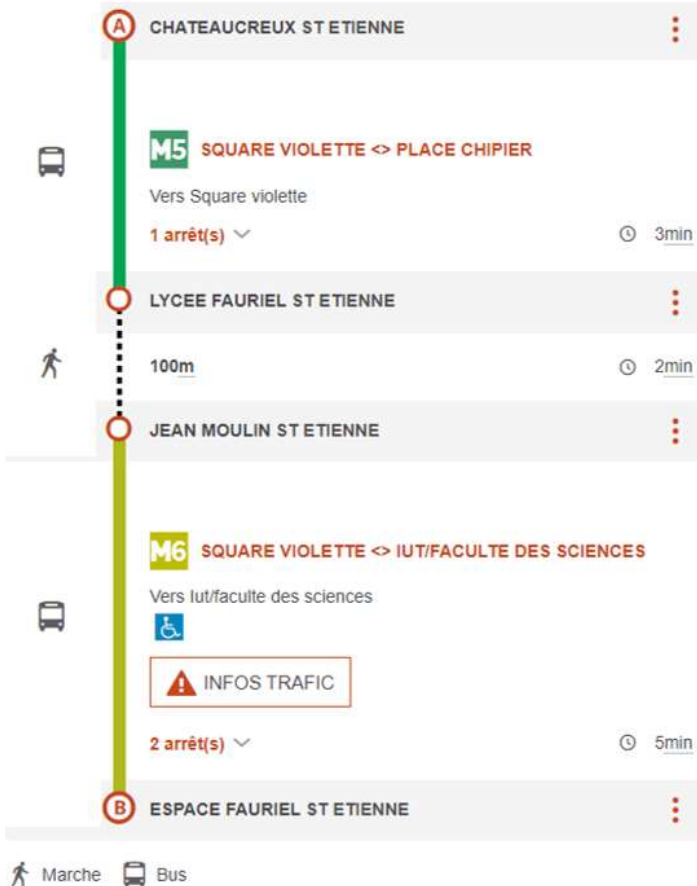 A CHATEAUCREUX ST ETIENNE
M5 SQUARE VIOLETTE <> PLACE CHIPIER
Vers Square violette
1 arrêt(s) 3min
LYCEE FAURIEL ST ETIENNE
100m 2min
JEAN MOULIN ST ETIENNE
M6 SQUARE VIOLETTE <> IUT/FACULTE DES SCIENCES
Vers Iut/faculte des sciences
INFOS TRAFIC
2 arrêt(s) 5min
B ESPACE FAURIEL ST ETIENNE
Marche Bus